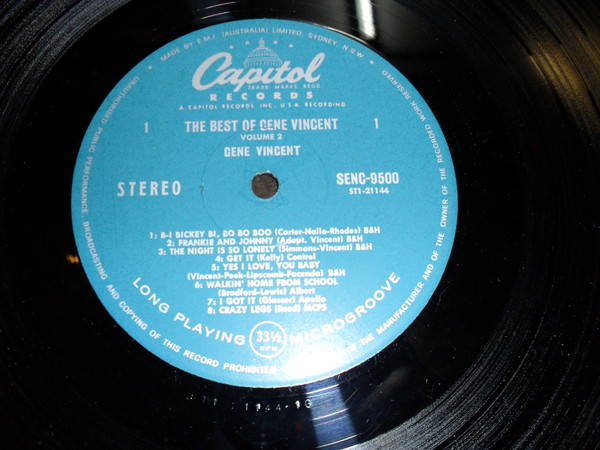 MADE BY E.M.I. (AUSTRALIA) LIMITED, SYDNEY, N.S.W.
Capitol
TRADE MARKS REGD
RECORDS
A CAPITOL RECORDS INC. U.S.A RECORDING
1 THE BEST OF GENE VINCENT 1
VOLUME 2
GENE VINCENT
STEREO SENC-9500
ST1-21144
1: B-I BICKEY BI, BO BO BOO (Carter-Nallo-Rhodes) B&H
2: FRANKIE AND JOHNNY (Adapt. Vincent) B&H
3: THE NIGHT IS SO LONELY (Simmons-Vincent) B&H
4: GET IT (Kelly) Control
5: YES I LOVE, YOU BABY
(Vincent-Peek-Lipscomb-Facenda) B&H
6: WALKIN' HOME FROM SCHOOL
(Bradford-Lewis) Albert
7: I GOT IT (Glasser) Apollo
8: CRAZY LEGS (Reed) MCPS
LONG PLAYING 33⅓ MICROGROOVE
RPM
UNAUTHORISED PUBLIC PERFORMANCE, BROADCASTING AND COPYING OF THIS RECORD PROHIBITED
OF THE MANUFACTURER AND OF THE OWNER OF THE RECORDED WORK RESERVED